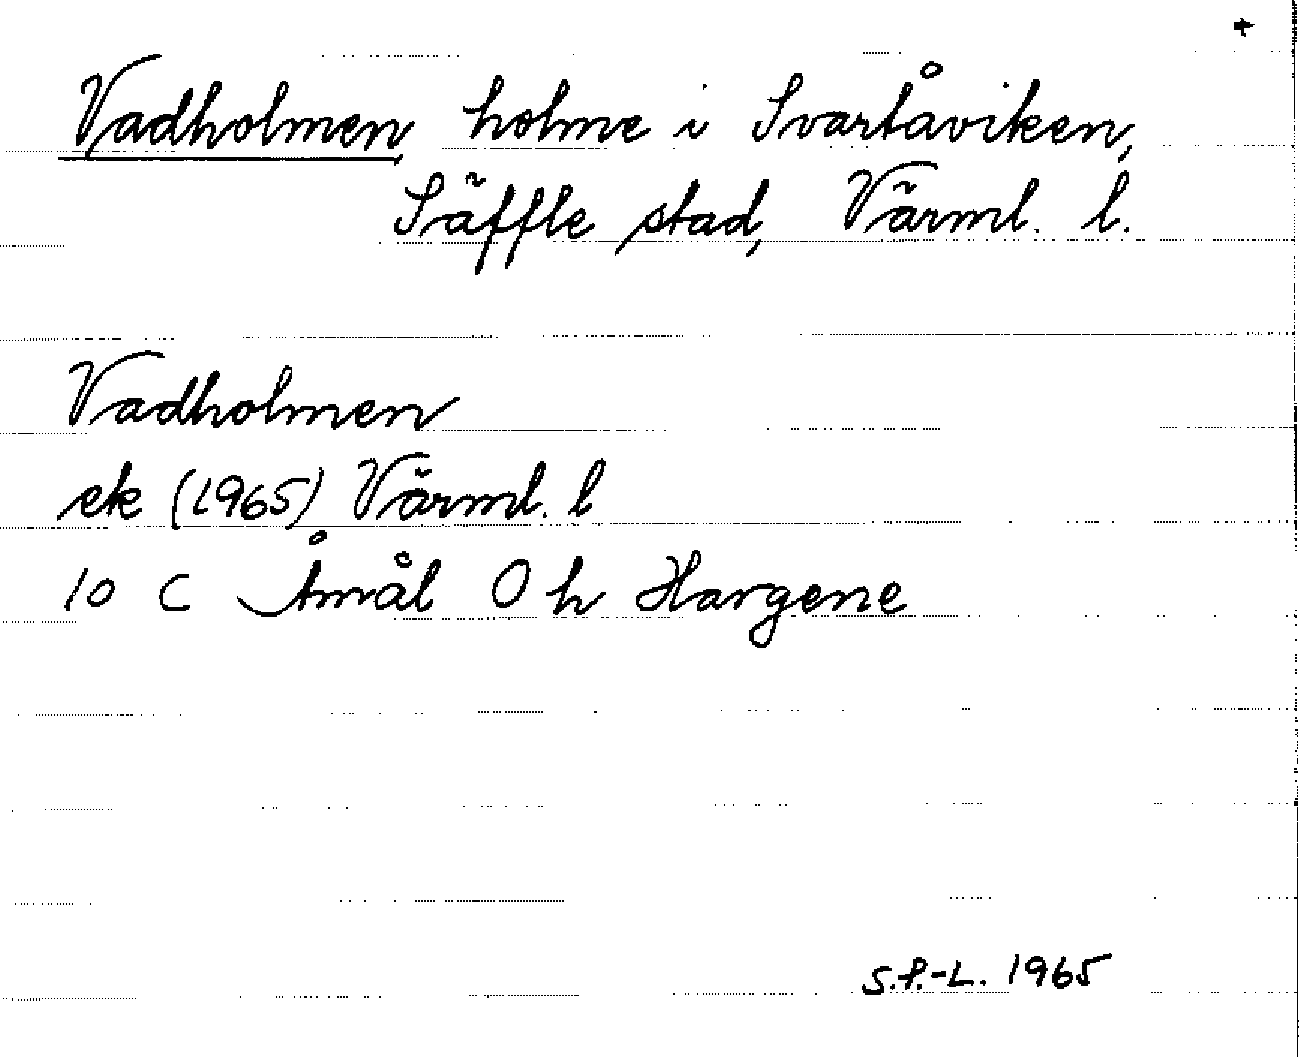 +
Vadholmen, holme i Svartåviken,
Säffle stad, Värml. l.
Vadholmen
ek (1965) Värml. l
10 C Åmål O h Hargene
S.P.-L. 1965